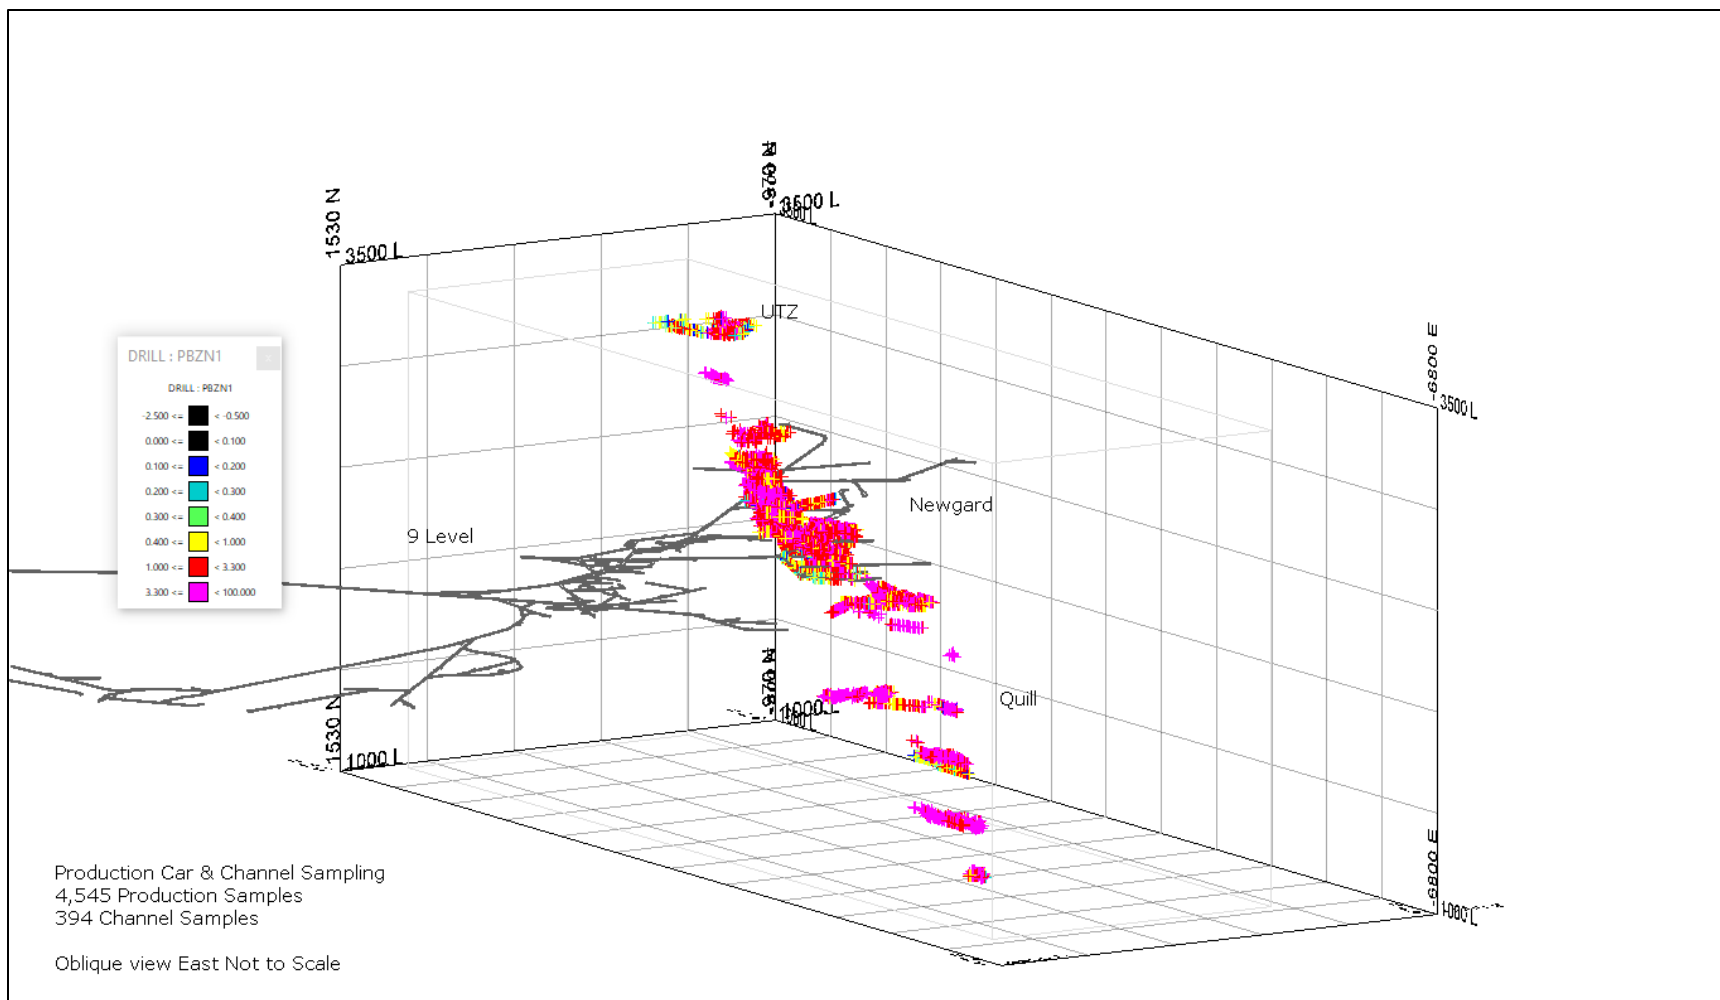 1530 N
3500 L
3500 L
UTZ
-6800 E
3500 L
DRILL : PBZN1
x
DRILL : PBZN1
-2.500 <= < -0.500
0.000 <= < 0.100
0.100 <= < 0.200
0.200 <= < 0.300
0.300 <= < 0.400
0.400 <= < 1.000
1.000 <= < 3.300
3.300 <= < 100.000
Newgard
9 Level
Quill
1530 N
1000 L
1000 L
-6800 E
1000 L
Production Car & Channel Sampling
4,545 Production Samples
394 Channel Samples
Oblique view East Not to Scale